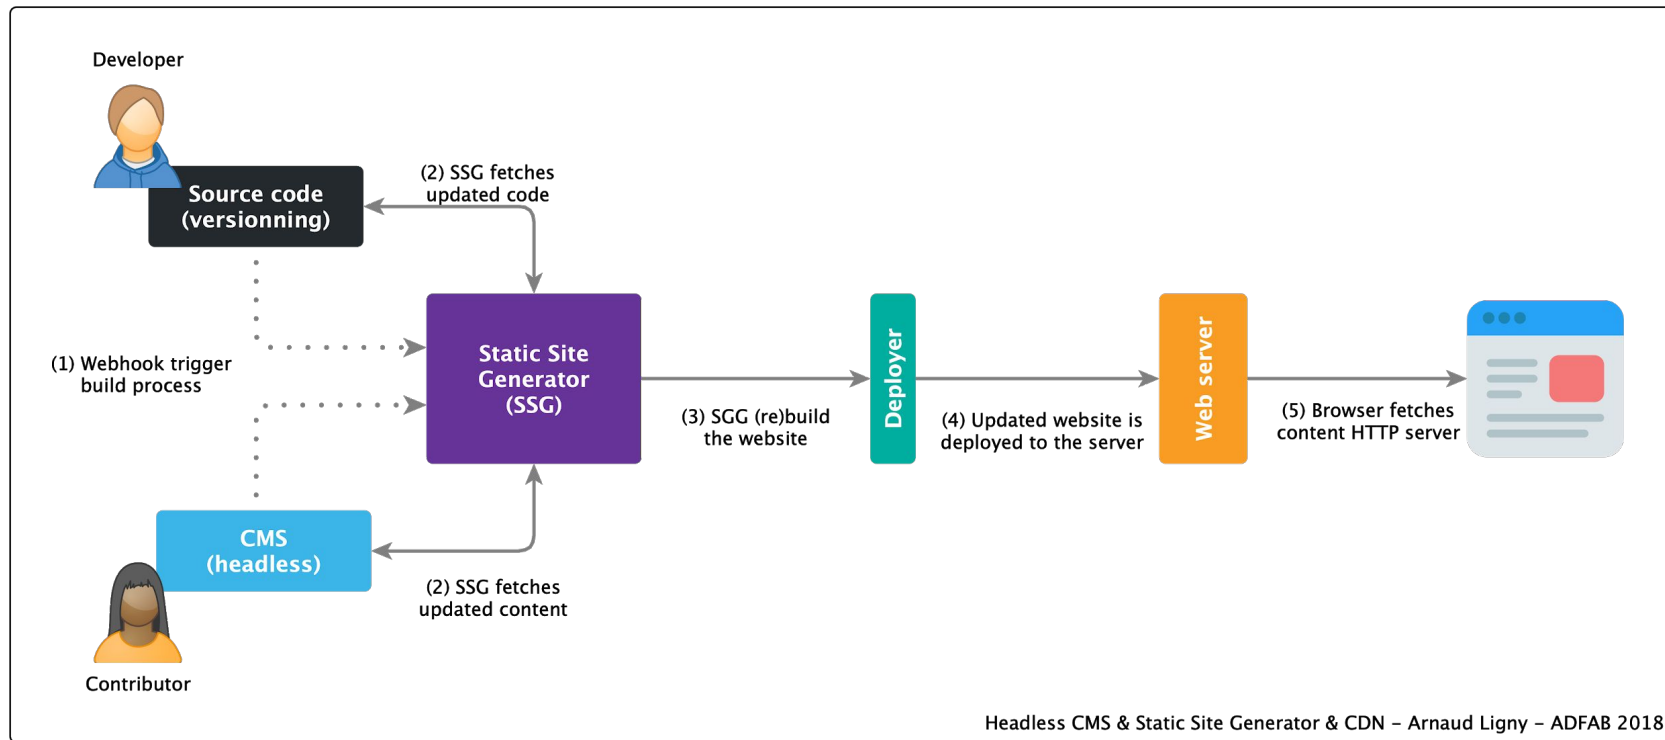 Developer
Source code
(versionning)
(2) SSG fetches
updated code
(1) Webhook trigger
build process
Static Site
Generator
(SSG)
(3) SGG (re)build
the website
Deployer
(4) Updated website is
deployed to the server
Web server
(5) Browser fetches
content HTTP server
CMS
(headless)
(2) SSG fetches
updated content
Contributor
Headless CMS & Static Site Generator & CDN – Arnaud Ligny – ADFAB 2018